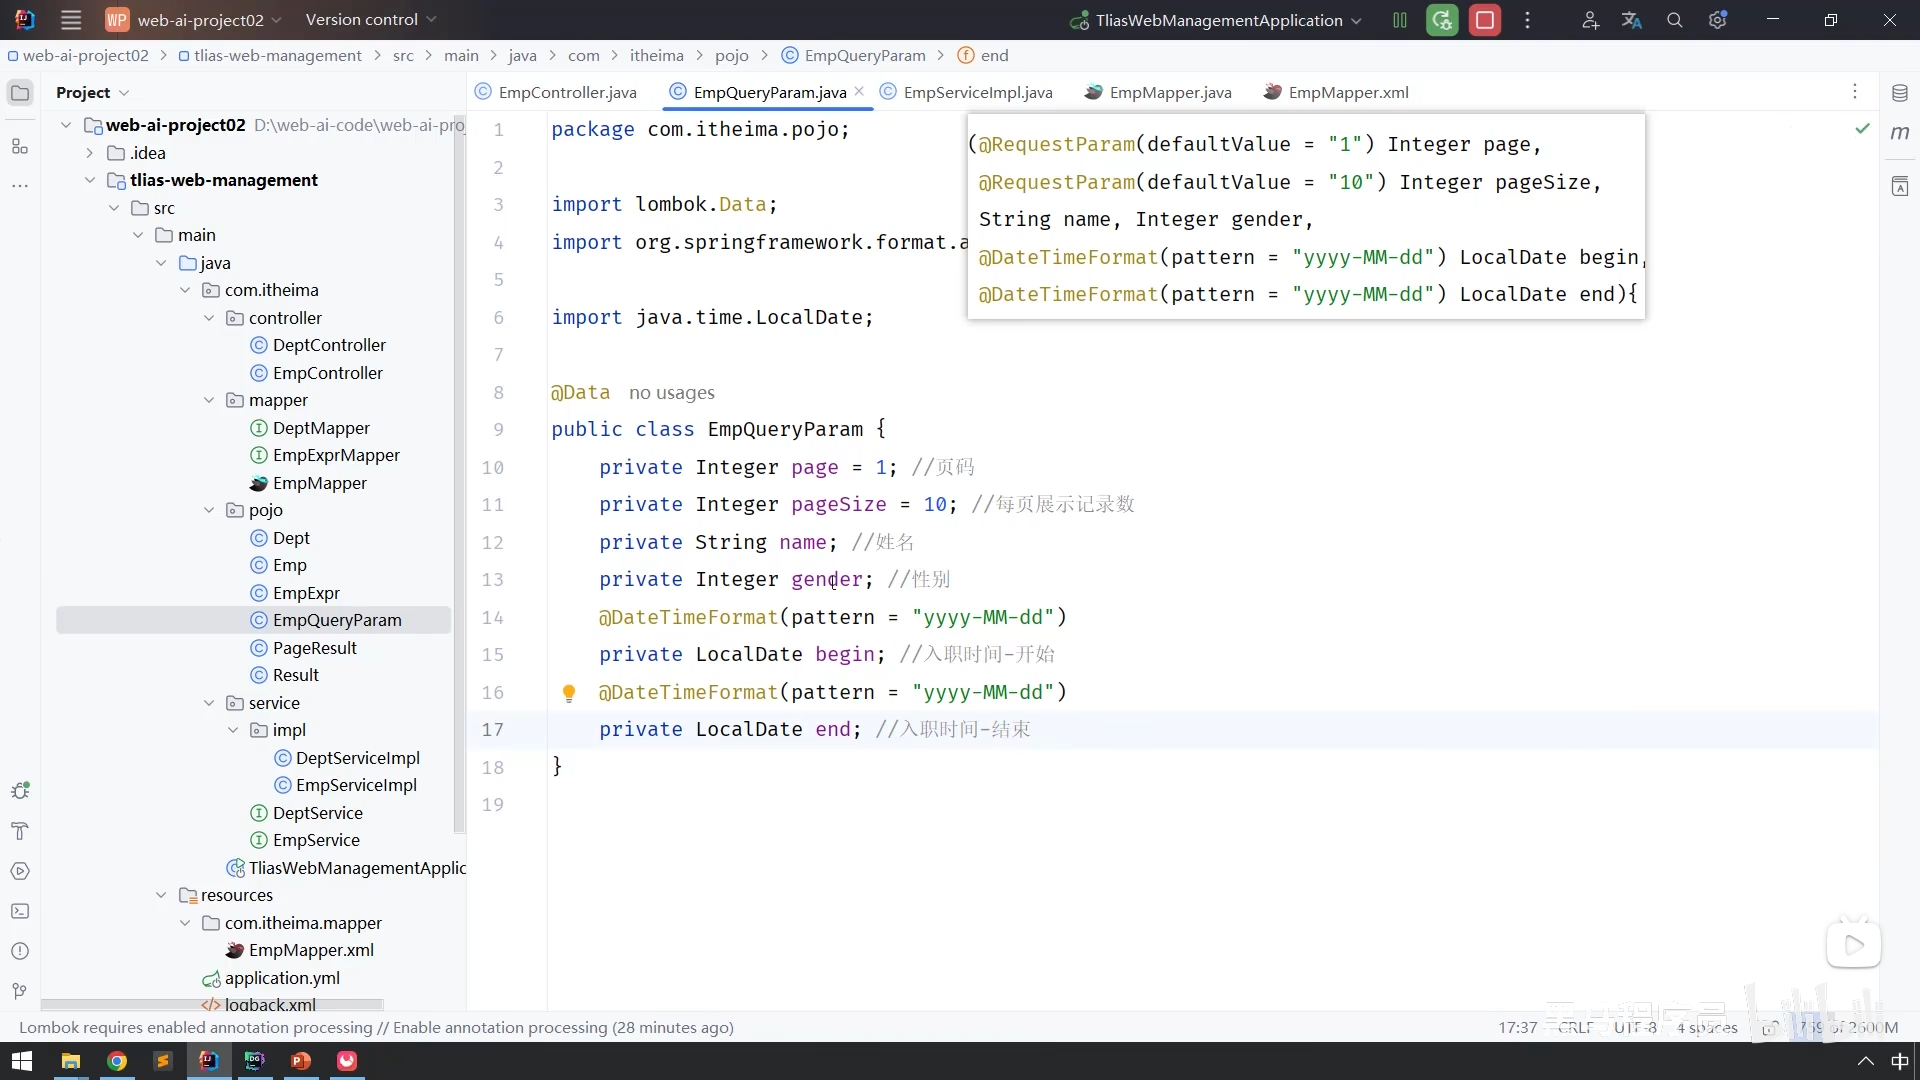 WP web-ai-project02 Version control TliasWebManagementApplication
web-ai-project02 tlias-web-management src main java com itheima pojo EmpQueryParam end
Project
web-ai-project02 D:\web-ai-code\web-ai-pro
.idea
tlias-web-management
src
main
java
com.itheima
controller
DeptController
EmpController
mapper
DeptMapper
EmpExprMapper
EmpMapper
pojo
Dept
Emp
EmpExpr
EmpQueryParam
PageResult
Result
service
impl
DeptServiceImpl
EmpServiceImpl
DeptService
EmpService
TliasWebManagementApplic
resources
com.itheima.mapper
EmpMapper.xml
application.yml
logback.xml
EmpController.java EmpQueryParam.java EmpServiceImpl.java EmpMapper.java EmpMapper.xml
1 package com.itheima.pojo;
2
3 import lombok.Data;
4 import org.springframework.format.a
5
6 import java.time.LocalDate;
7
8 @Data no usages
9 public class EmpQueryParam {
10 private Integer page = 1; //页码
11 private Integer pageSize = 10; //每页展示记录数
12 private String name; //姓名
13 private Integer gender; //性别
14 @DateTimeFormat(pattern = "yyyy-MM-dd")
15 private LocalDate begin; //入职时间-开始
16 @DateTimeFormat(pattern = "yyyy-MM-dd")
17 private LocalDate end; //入职时间-结束
18 }
19
(@RequestParam(defaultValue = "1") Integer page,
@RequestParam(defaultValue = "10") Integer pageSize,
String name, Integer gender,
@DateTimeFormat(pattern = "yyyy-MM-dd") LocalDate begin,
@DateTimeFormat(pattern = "yyyy-MM-dd") LocalDate end){
m
Lombok requires enabled annotation processing // Enable annotation processing (28 minutes ago)
17:37 CRLF UTF-8 4 spaces
中